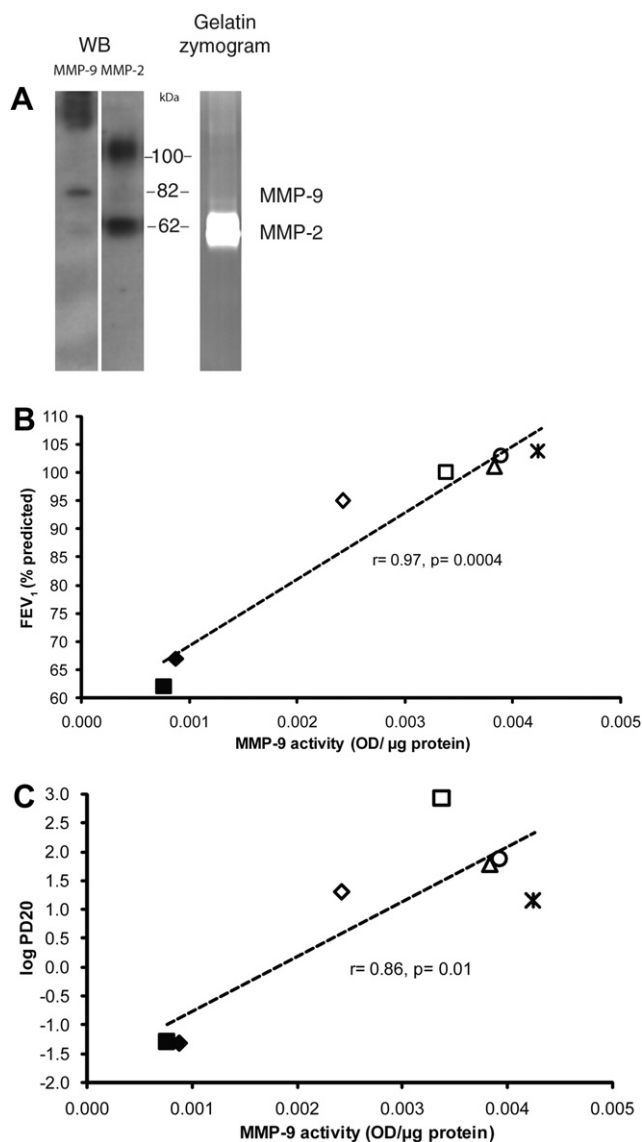 Gelatin
zymogram
WB
MMP-9 MMP-2
kDa
A
-100-
-82-
-62-
MMP-9
MMP-2
B
110
105
100
95
90
85
80
75
70
65
60
FEV₁ (% predicted)
r= 0.97, p= 0.0004
0.000 0.001 0.002 0.003 0.004 0.005
MMP-9 activity (OD/ µg protein)
C
3.0
2.5
2.0
1.5
1.0
0.5
0.0
-0.5
-1.0
-1.5
-2.0
log PD20
r= 0.86, p= 0.01
0.000 0.001 0.002 0.003 0.004 0.005
MMP-9 activity (OD/µg protein)